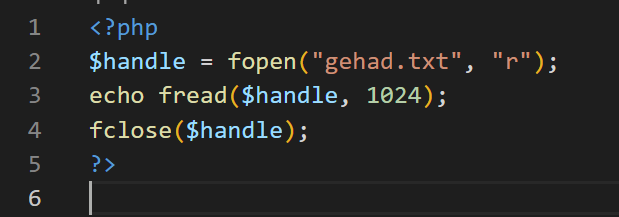 1 <?php
2 $handle = fopen("gehad.txt", "r");
3 echo fread($handle, 1024);
4 fclose($handle);
5 ?>
6